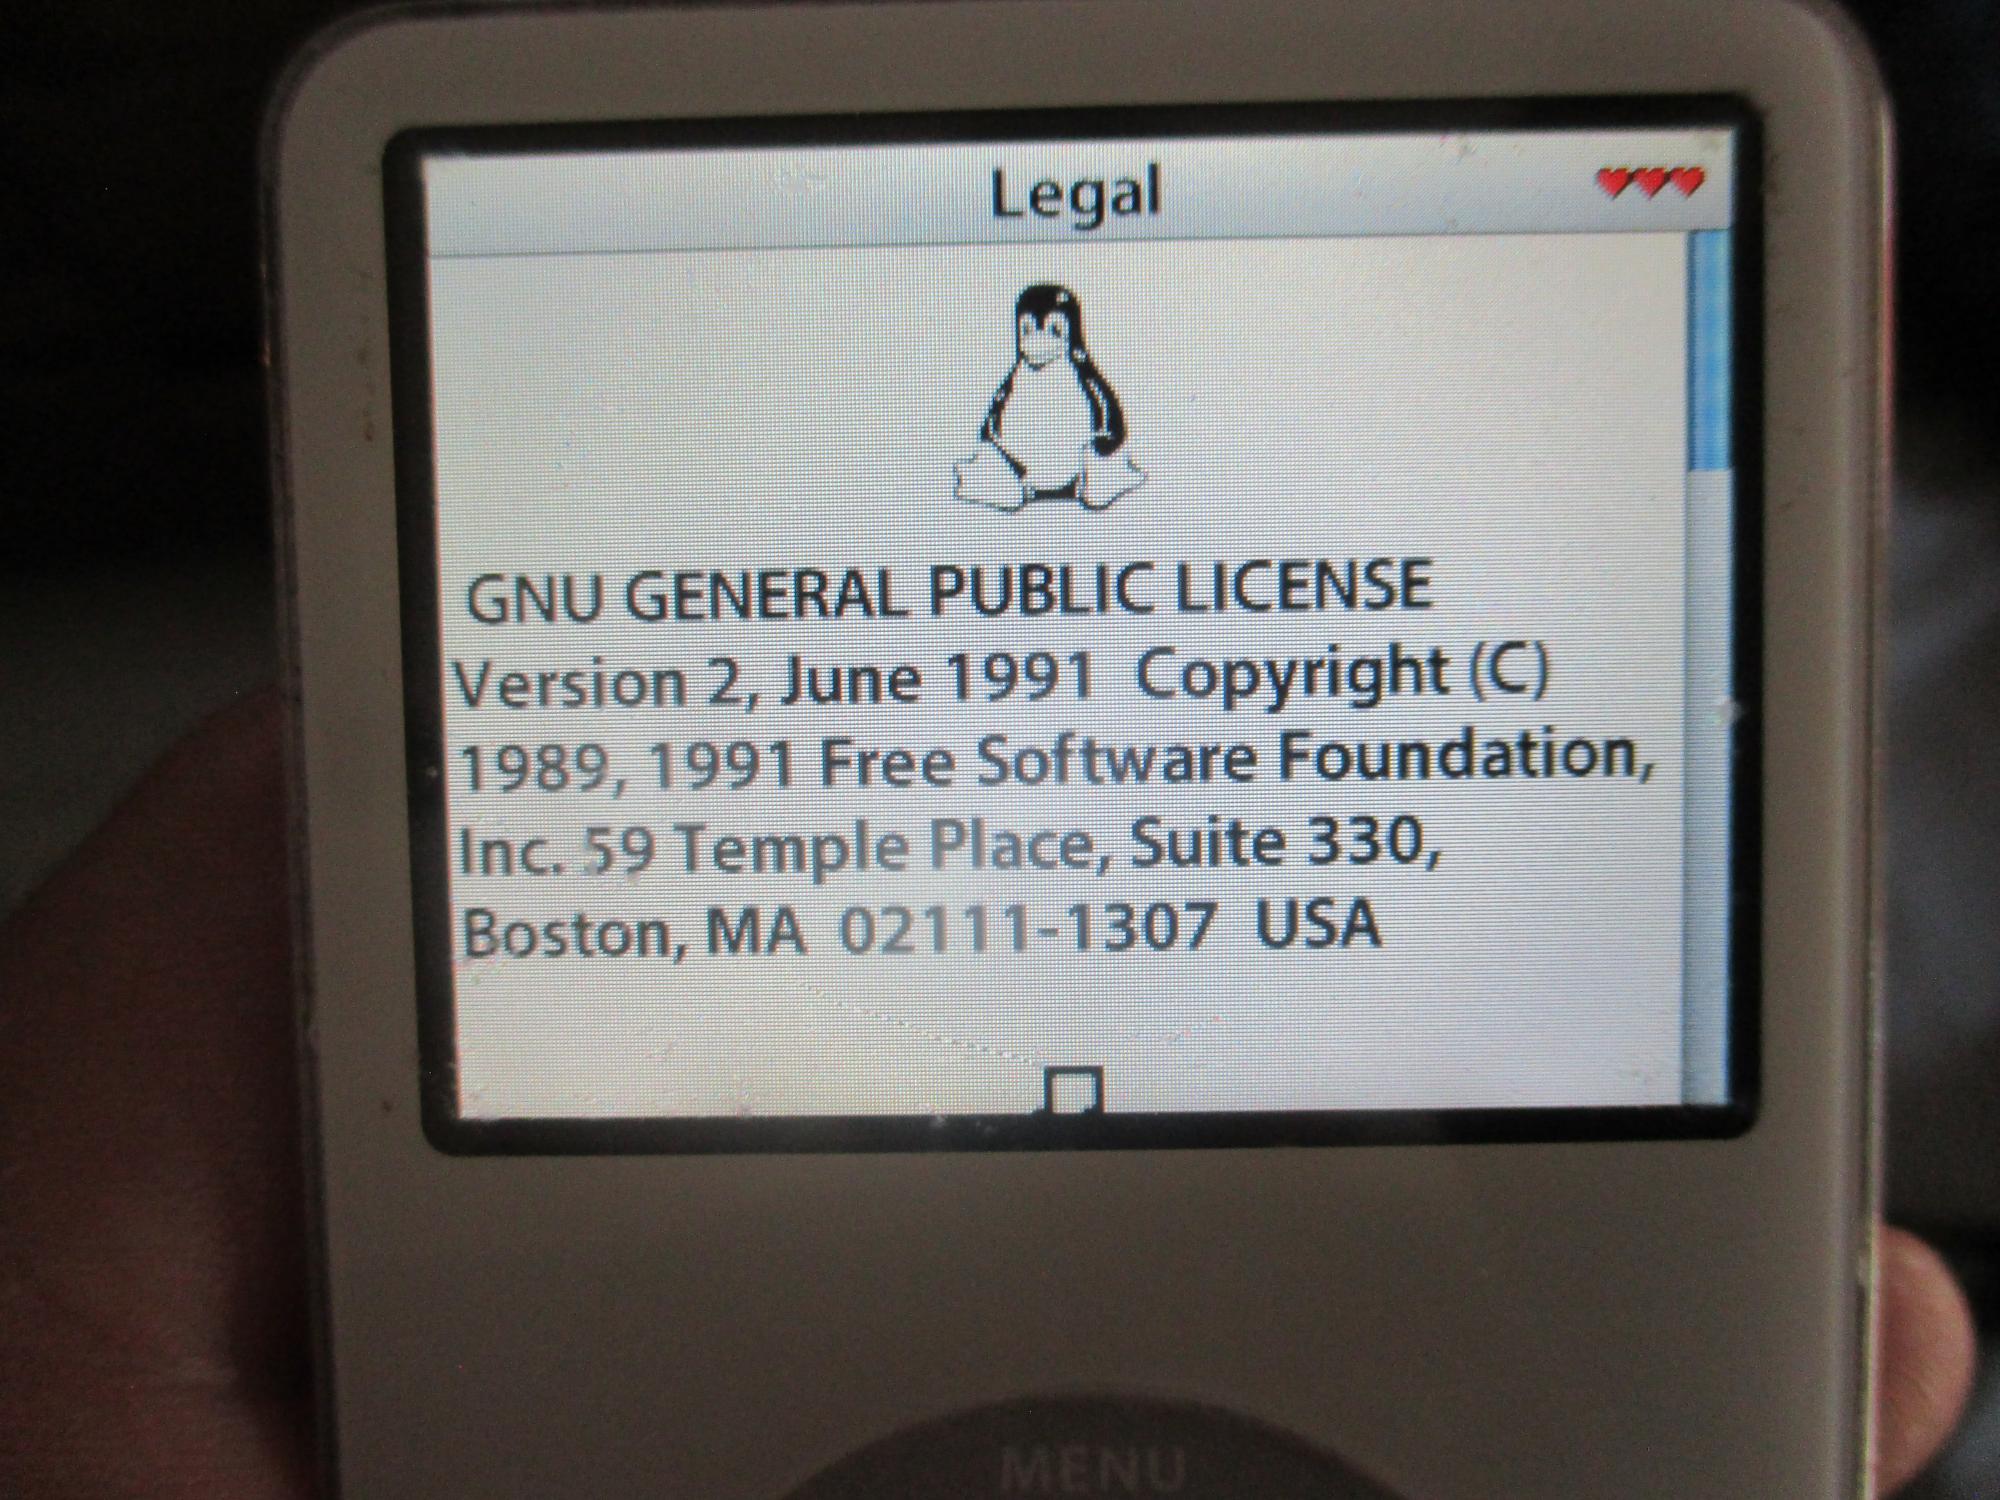 Legal
GNU GENERAL PUBLIC LICENSE
Version 2, June 1991  Copyright (C)
1989, 1991 Free Software Foundation,
Inc. 59 Temple Place, Suite 330,
Boston, MA  02111-1307  USA
MENU